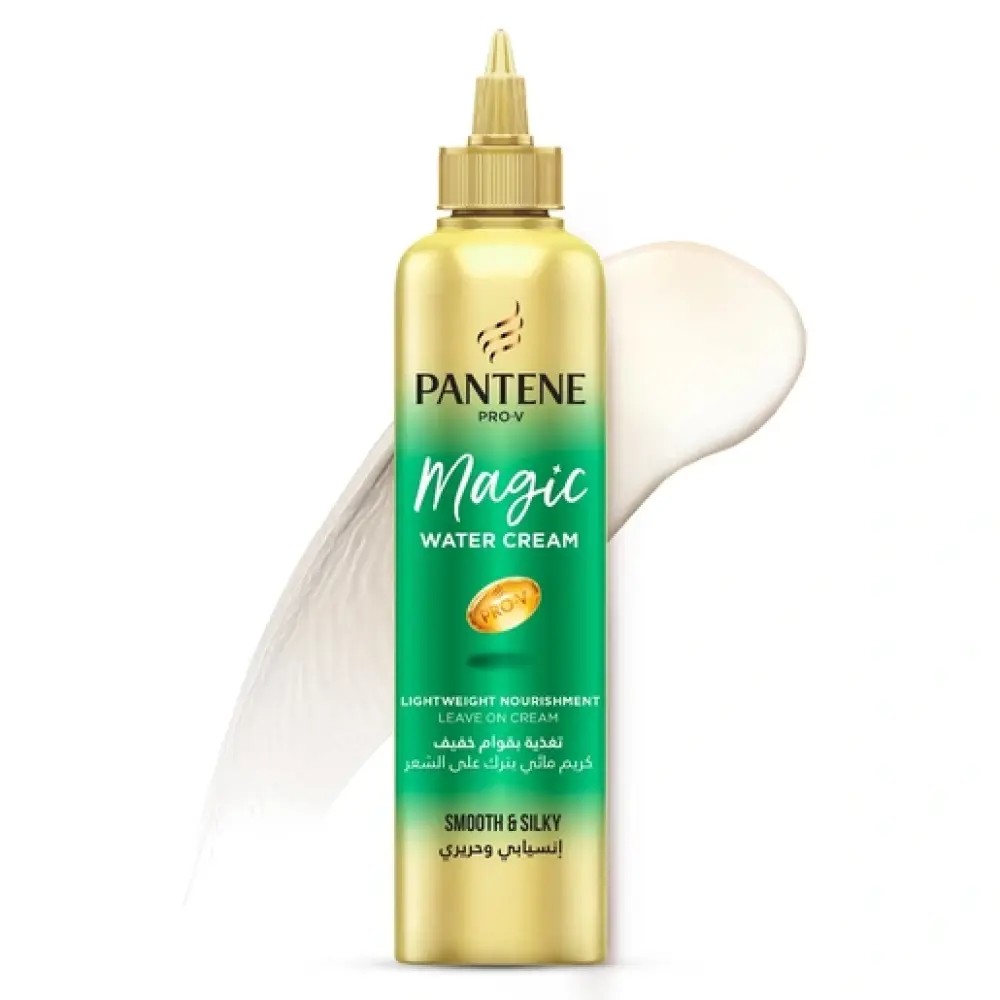 PANTENE
PRO-V
Magic
WATER CREAM
PRO-V
LIGHTWEIGHT NOURISHMENT
LEAVE ON CREAM
تغذية بقوام خفيف
كريم مائي يترك على الشعر
SMOOTH & SILKY
إنسيابي وحريري